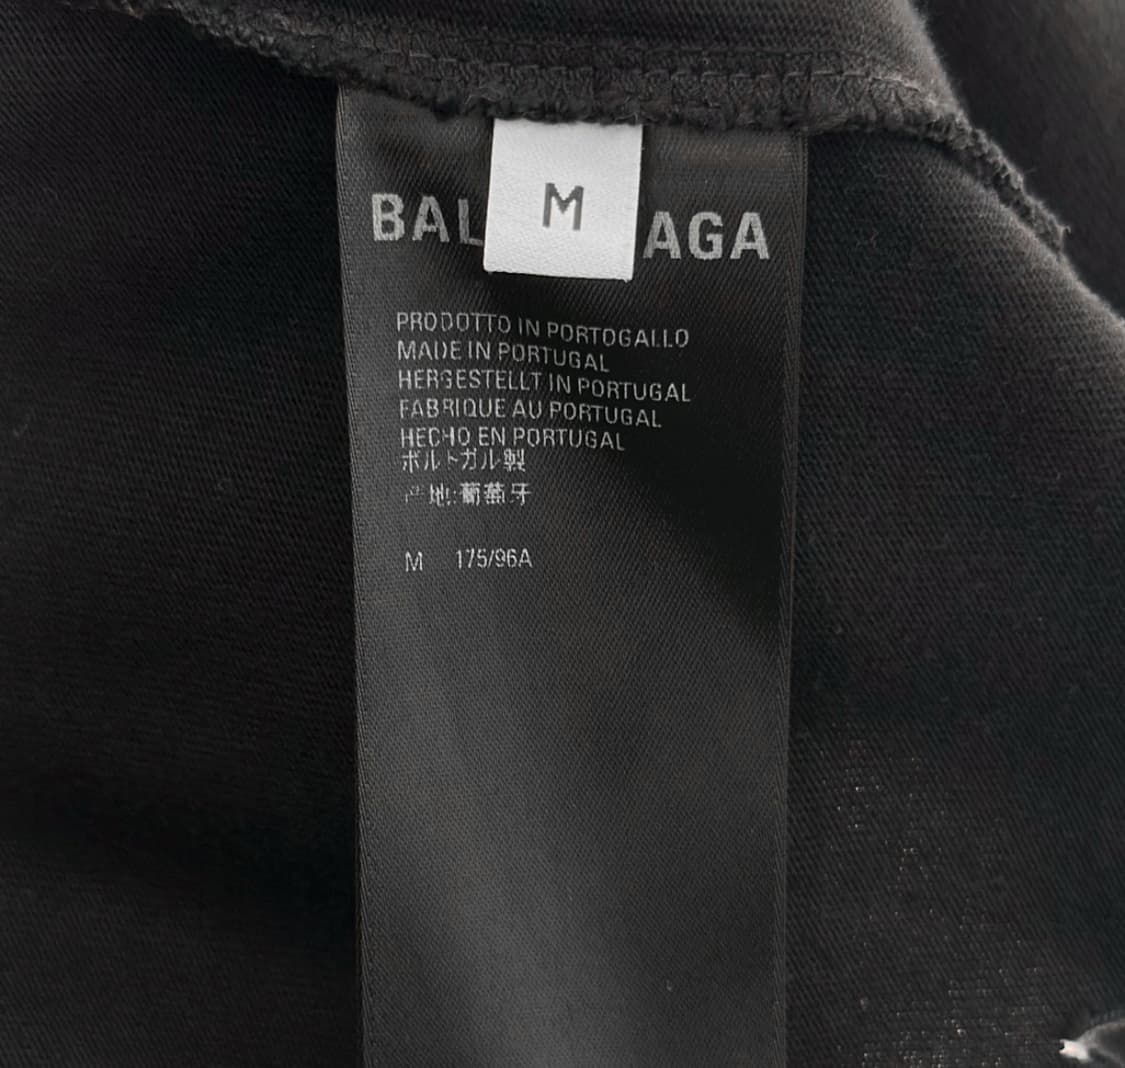 M
BAL AGA
PRODOTTO IN PORTOGALLO
MADE IN PORTUGAL
HERGESTELLT IN PORTUGAL
FABRIQUE AU PORTUGAL
HECHO EN PORTUGAL
ポルトガル製
产地:葡萄牙
M 175/96A